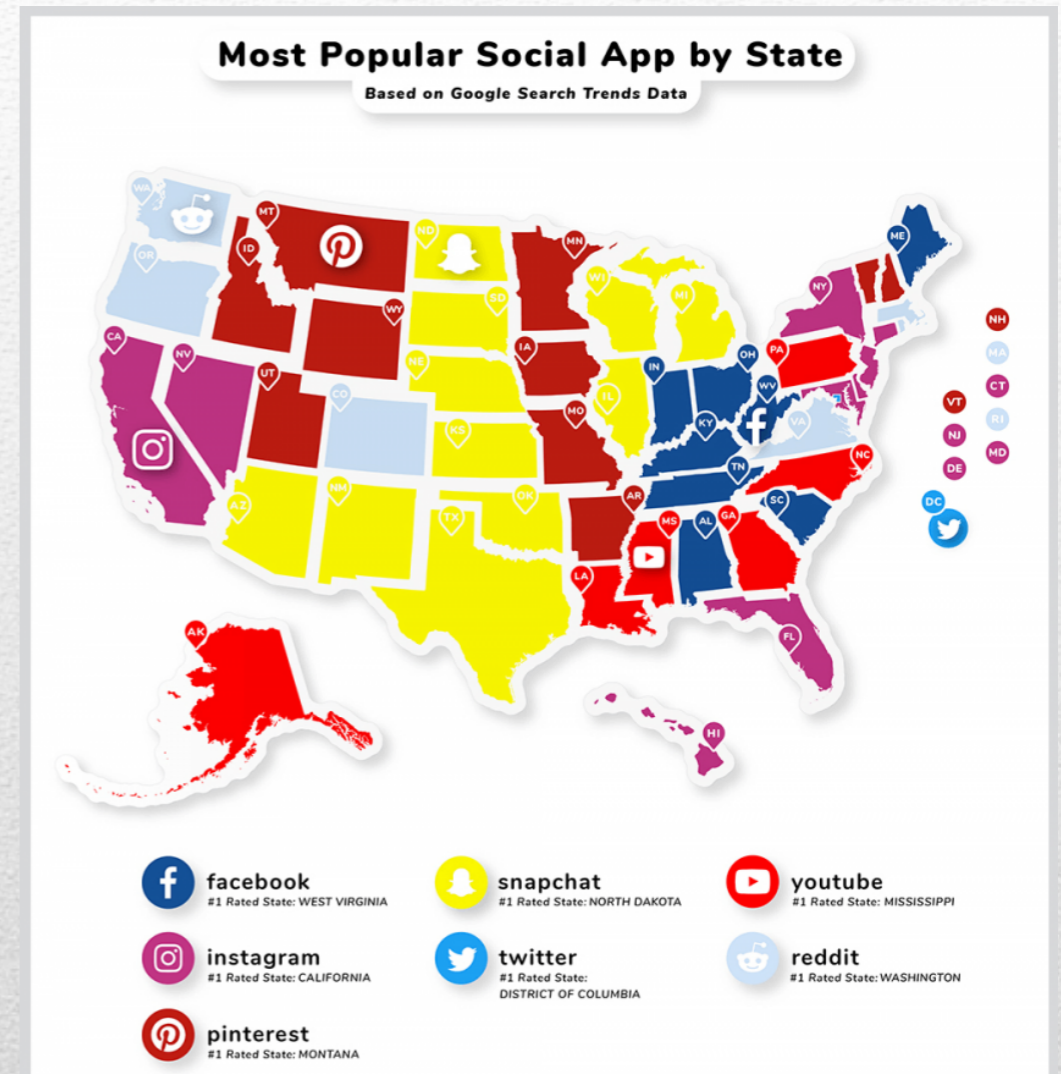 Most Popular Social App by State
Based on Google Search Trends Data
WA
MT
ND
MN
ME
OR
ID
WI
NY
SD
MI
WY
NH
CA
NV
IA
OH
PA
MA
UT
NE
IN
WV
CT
CO
IL
VT
MO
KY
VA
RI
KS
NJ
MD
NC
TN
DE
NM
OK
AR
SC
DC
AZ
TX
MS
AL
GA
LA
AK
FL
HI
facebook
#1 Rated State: WEST VIRGINIA
snapchat
#1 Rated State: NORTH DAKOTA
youtube
#1 Rated State: MISSISSIPPI
instagram
#1 Rated State: CALIFORNIA
twitter
#1 Rated State:
DISTRICT OF COLUMBIA
reddit
#1 Rated State: WASHINGTON
pinterest
#1 Rated State: MONTANA